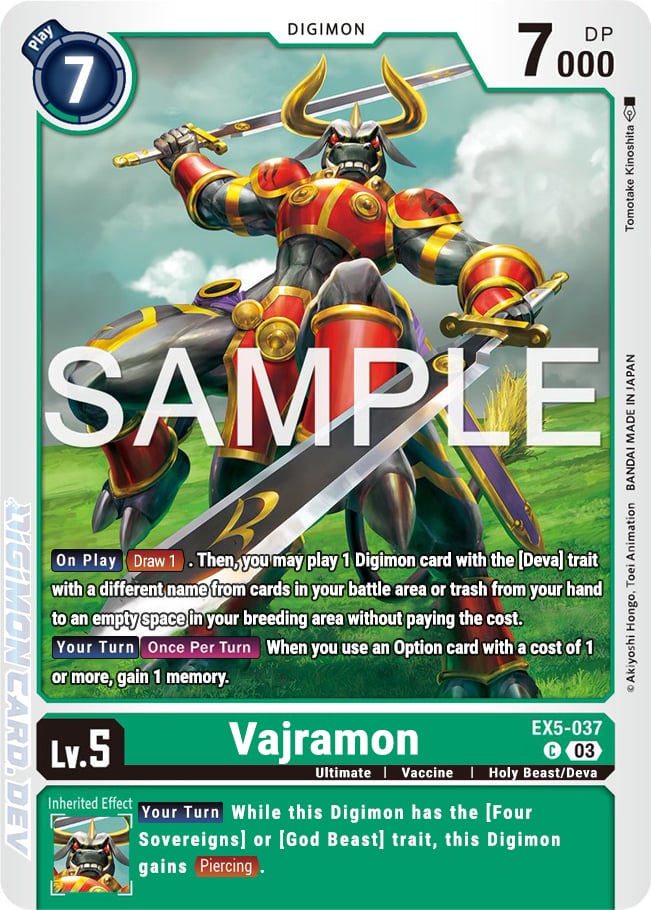 Play
7
DIGIMON
DP
7000
Tomotake Kinoshita
SAMPLE
© Akiyoshi Hongo, Toei Animation BANDAI MADE IN JAPAN
On Play Draw 1 . Then, you may play 1 Digimon card with the [Deva] trait
with a different name from cards in your battle area or trash from your hand
to an empty space in your breeding area without paying the cost.
Your Turn Once Per Turn When you use an Option card with a cost of 1
or more, gain 1 memory.
DIGIMONCARD.DEV
Lv.5
Vajramon
EX5-037
C 03
Ultimate | Vaccine | Holy Beast/Deva
Inherited Effect
Your Turn While this Digimon has the [Four
Sovereigns] or [God Beast] trait, this Digimon
gains Piercing .